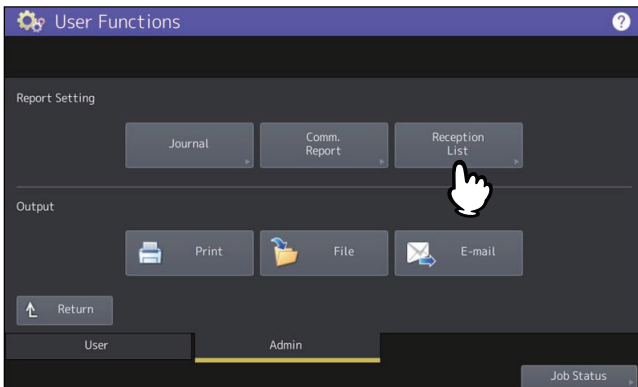 User Functions
?
Report Setting
Journal
Comm.
Report
Reception
List
Output
Print
File
E-mail
Return
User
Admin
Job Status